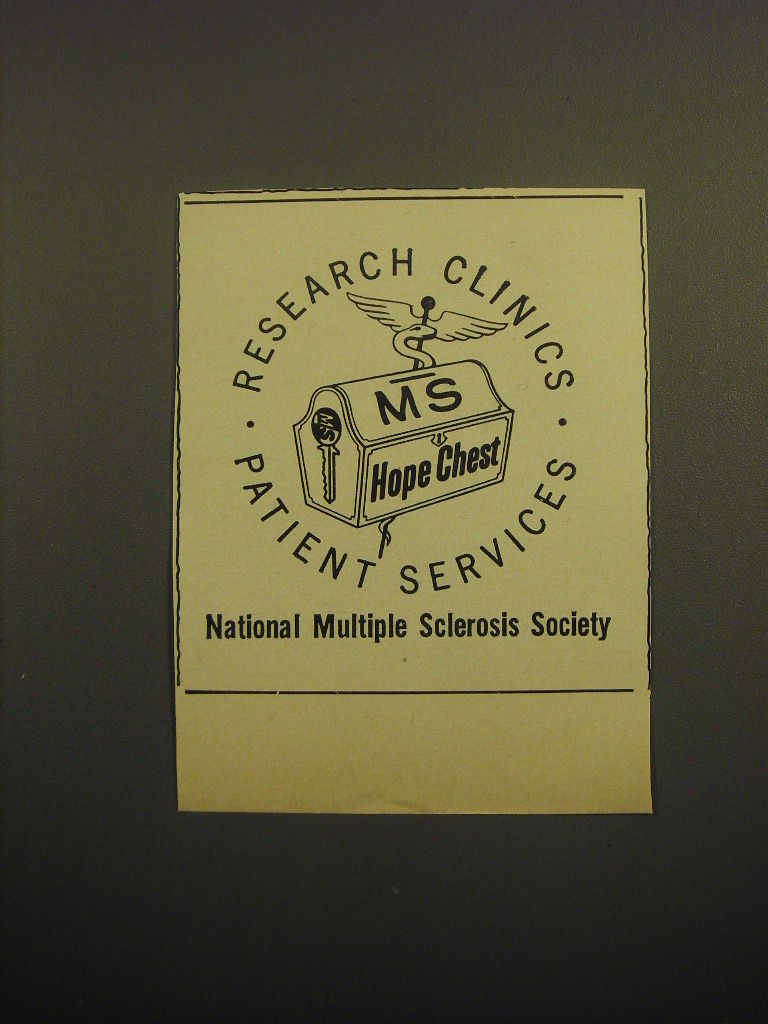 RESEARCH CLINICS
MS
MS
Hope Chest
· PATIENT SERVICES ·
National Multiple Sclerosis Society